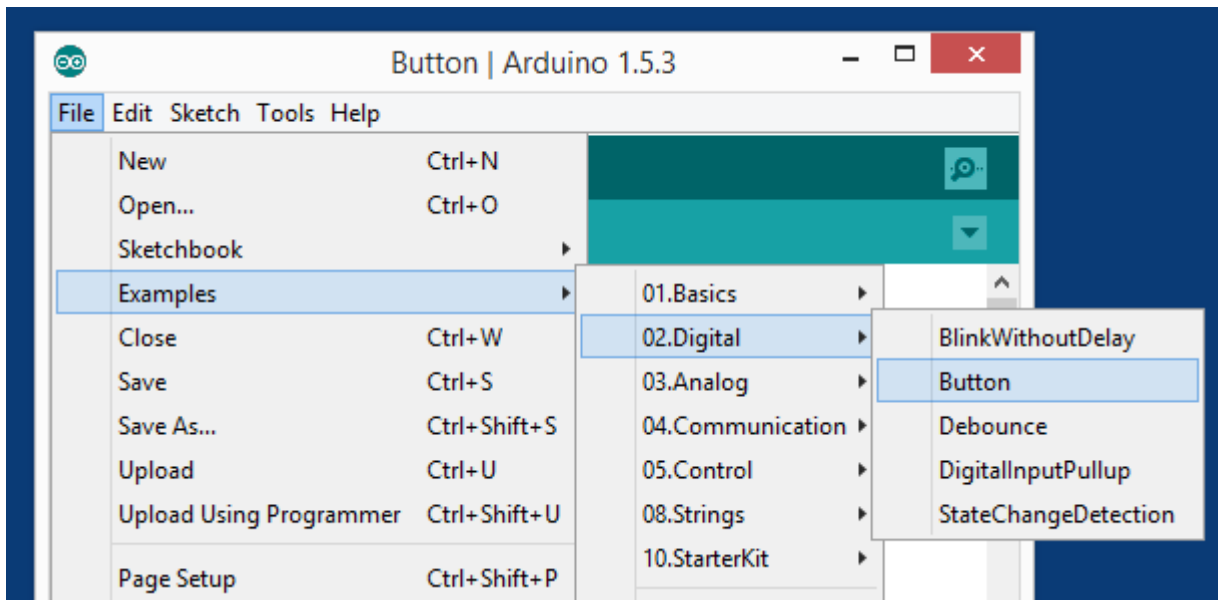 Button | Arduino 1.5.3
File Edit Sketch Tools Help
New Ctrl+N
Open... Ctrl+O
Sketchbook
Examples
Close Ctrl+W
Save Ctrl+S
Save As... Ctrl+Shift+S
Upload Ctrl+U
Upload Using Programmer Ctrl+Shift+U
Page Setup Ctrl+Shift+P
01.Basics
02.Digital
03.Analog
04.Communication
05.Control
08.Strings
10.StarterKit
BlinkWithoutDelay
Button
Debounce
DigitalInputPullup
StateChangeDetection